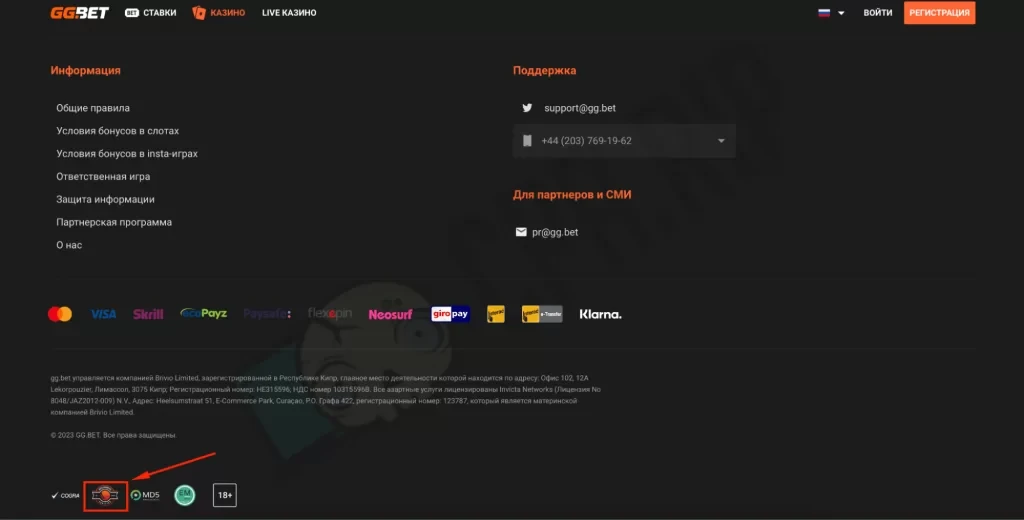 GG.BET
BET СТАВКИ
КАЗИНО
LIVE КАЗИНО
ВОЙТИ
РЕГИСТРАЦИЯ
Информация
Общие правила
Условия бонусов в слотах
Условия бонусов в insta-играх
Ответственная игра
Защита информации
Партнерская программа
О нас
Поддержка
support@gg.bet
+44 (203) 769-19-62
Для партнеров и СМИ
pr@gg.bet
VISA Skrill ecoPayz Paysafe: flexepin Neosurf giropay Interac e-Transfer Klarna.
gg.bet управляется компанией Brivio Limited, зарегистрированной в Республике Кипр, главное место деятельности которой находится по адресу: Офис 102, 12A
Lekorpouzier, Лимассол, 3075 Кипр; Регистрационный номер: HE315596, НДС номер 10315596B. Все азартные услуги лицензированы Invicta Networks (Лицензия No
8048/JAZ2012-009) N.V., Адрес: Heelsumstraat 51, E-Commerce Park, Curaçao, P.O. Графа 422, регистрационный номер: 123787, который является материнской
компанией Brivio Limited.
© 2023 GG.BET. Все права защищены.
COGRA
MD5
EM
18+